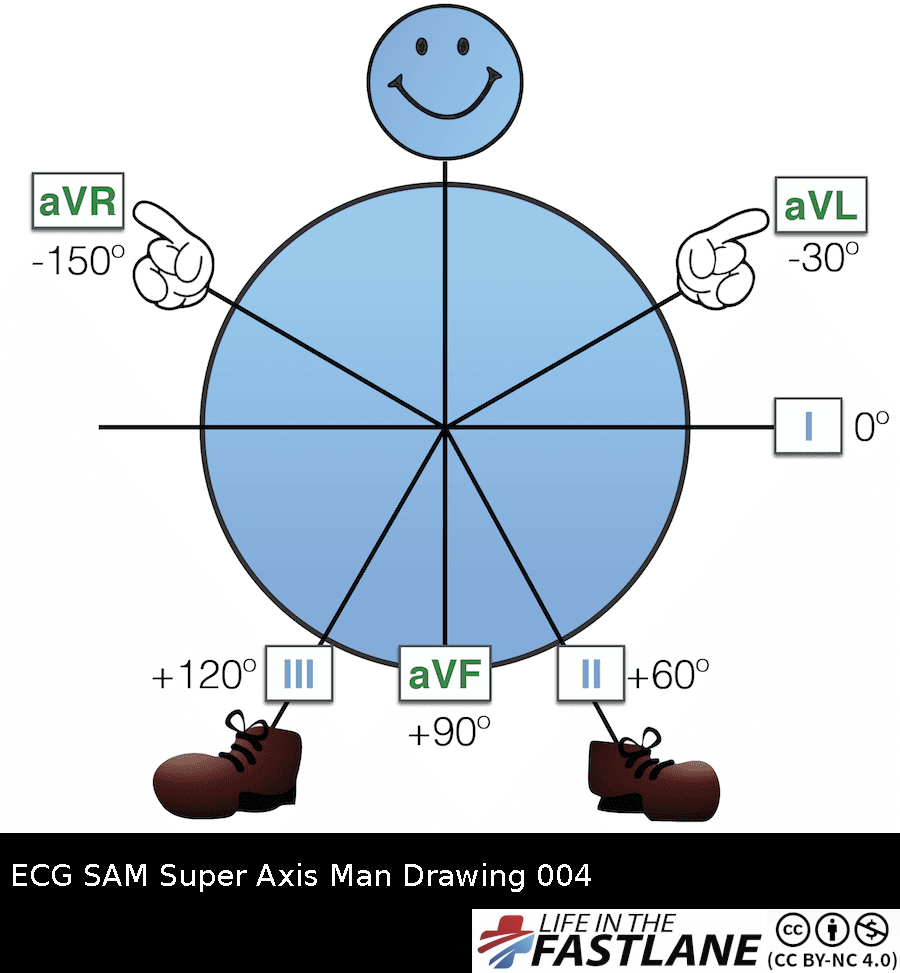 aVR
-150°
aVL
-30°
I
0°
+120°
III
aVF
+90°
II
+60°
ECG SAM Super Axis Man Drawing 004
LIFE IN THE
FASTLANE
cc
$
(CC BY-NC 4.0)